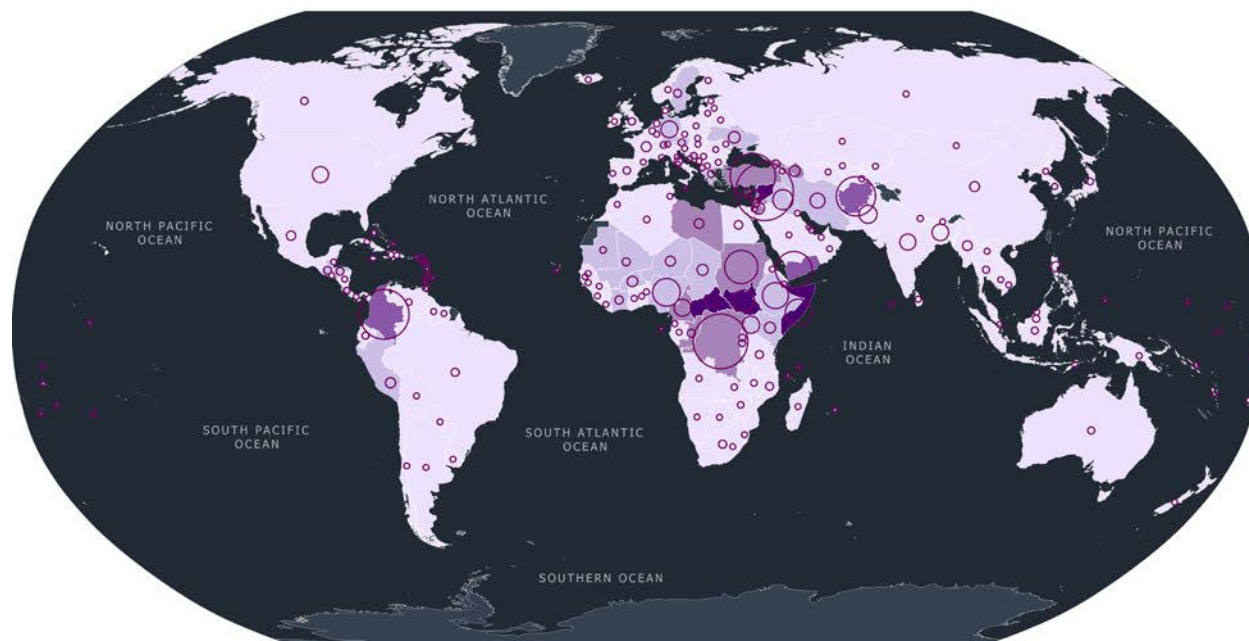 NORTH ATLANTIC
OCEAN
NORTH PACIFIC
OCEAN
NORTH PACIFIC
OCEAN
INDIAN
OCEAN
SOUTH PACIFIC
OCEAN
SOUTH ATLANTIC
OCEAN
SOUTHERN OCEAN